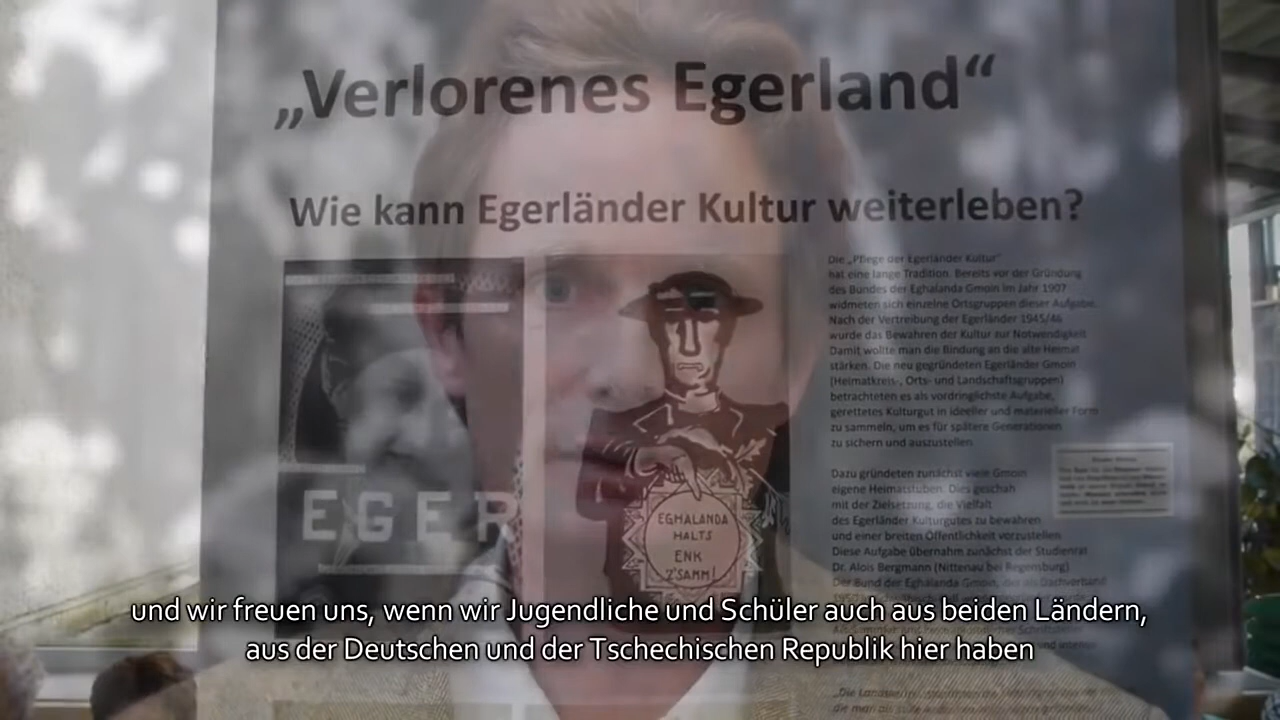 „Verlorenes Egerland“
Wie kann Egerländer Kultur weiterleben?
EGER
EGHALANDA
HALTS
ENK
Z'SAMM!
Die „Pflege der Egerländer Kultur“
hat eine lange Tradition. Bereits vor der Gründung
des Bundes der Eghalanda Gmoin im Jahr 1907
widmeten sich einzelne Ortsgruppen dieser Aufgabe.
Nach der Vertreibung der Egerländer 1945/46
wurde das Bewahren der Kultur zur Notwendigkeit
Damit wollte man die Bindung an die alte Heimat
stärken. Die neu gegründeten Egerländer Gmoin
(Heimatkreis-, Orts- und Landschaftsgruppen)
betrachteten es als vordringlichste Aufgabe,
gerettetes Kulturgut in ideeller und materieller Form
zu sammeln, um es für spätere Generationen
zu sichern und auszustellen
Dazu gründeten zunächst viele Gmoin
eigene Heimatstuben. Dies geschah
mit der Zielsetzung, die Vielfalt
des Egerländer Kulturgutes zu bewahren
und einer breiten Öffentlichkeit vorzustellen
Diese Aufgabe übernahm zunächst der Studienrat
Dr. Alois Bergmann (Nittenau bei Regensburg)
Der Bund der Eghalanda Gmoin, der als Dachverband
und wir freuen uns, wenn wir Jugendliche und Schüler auch aus beiden Ländern,
aus der Deutschen und der Tschechischen Republik hier haben